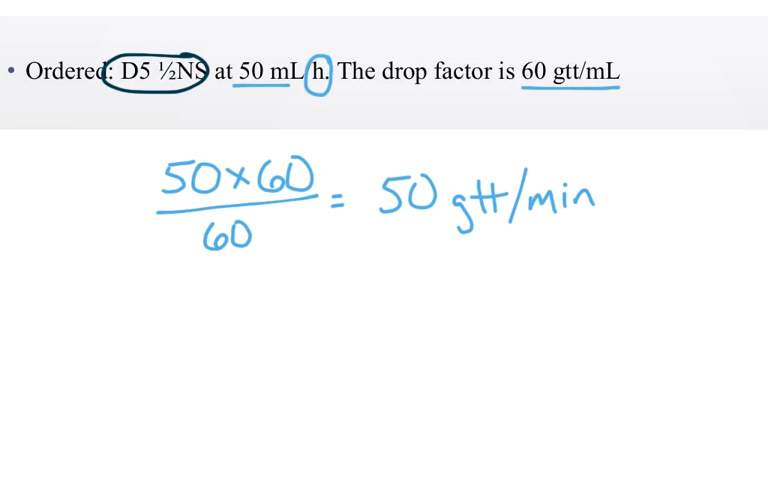 • Ordered: D5 ½NS at 50 mL/h. The drop factor is 60 gtt/mL
50 × 60
= 50 gtt/min
60